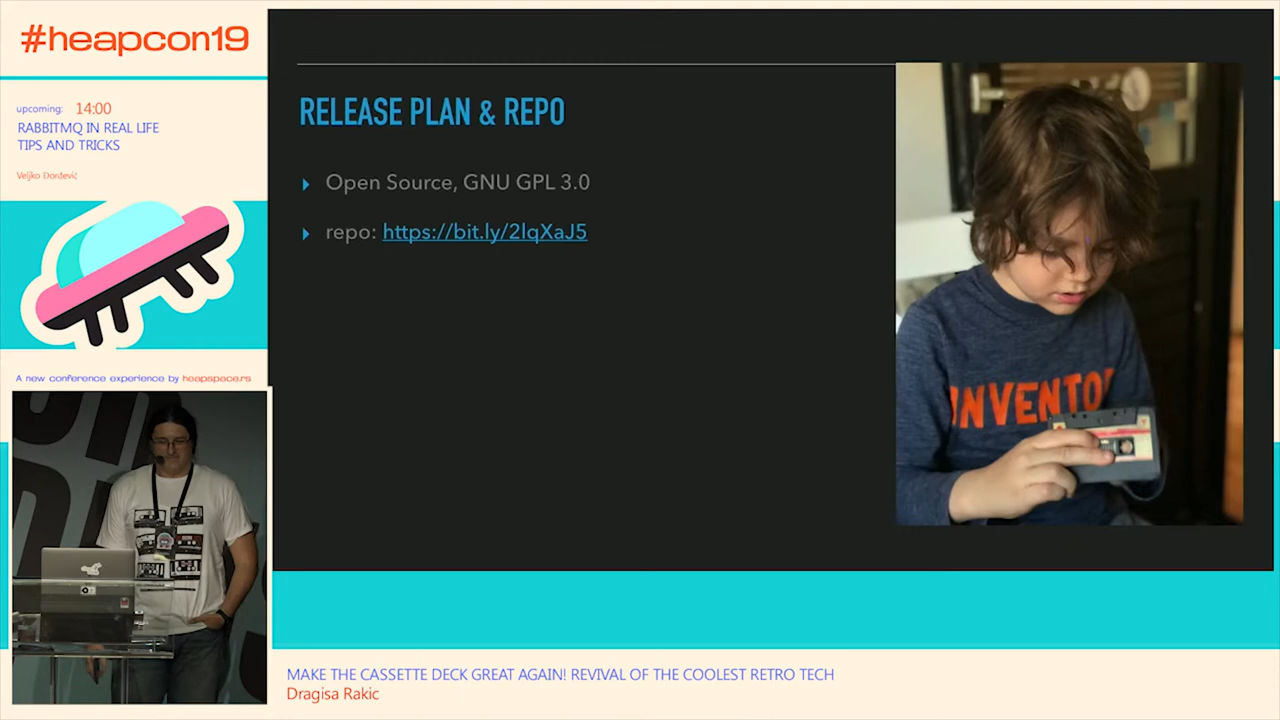 #heapcon19
upcoming: 14:00
RABBITMQ IN REAL LIFE
TIPS AND TRICKS
Veljko Đorđević
A new conference experience by heapspace.rs
RELEASE PLAN & REPO
Open Source, GNU GPL 3.0
repo: https://bit.ly/2lqXaJ5
INVENTO
MAKE THE CASSETTE DECK GREAT AGAIN! REVIVAL OF THE COOLEST RETRO TECH
Dragisa Rakic